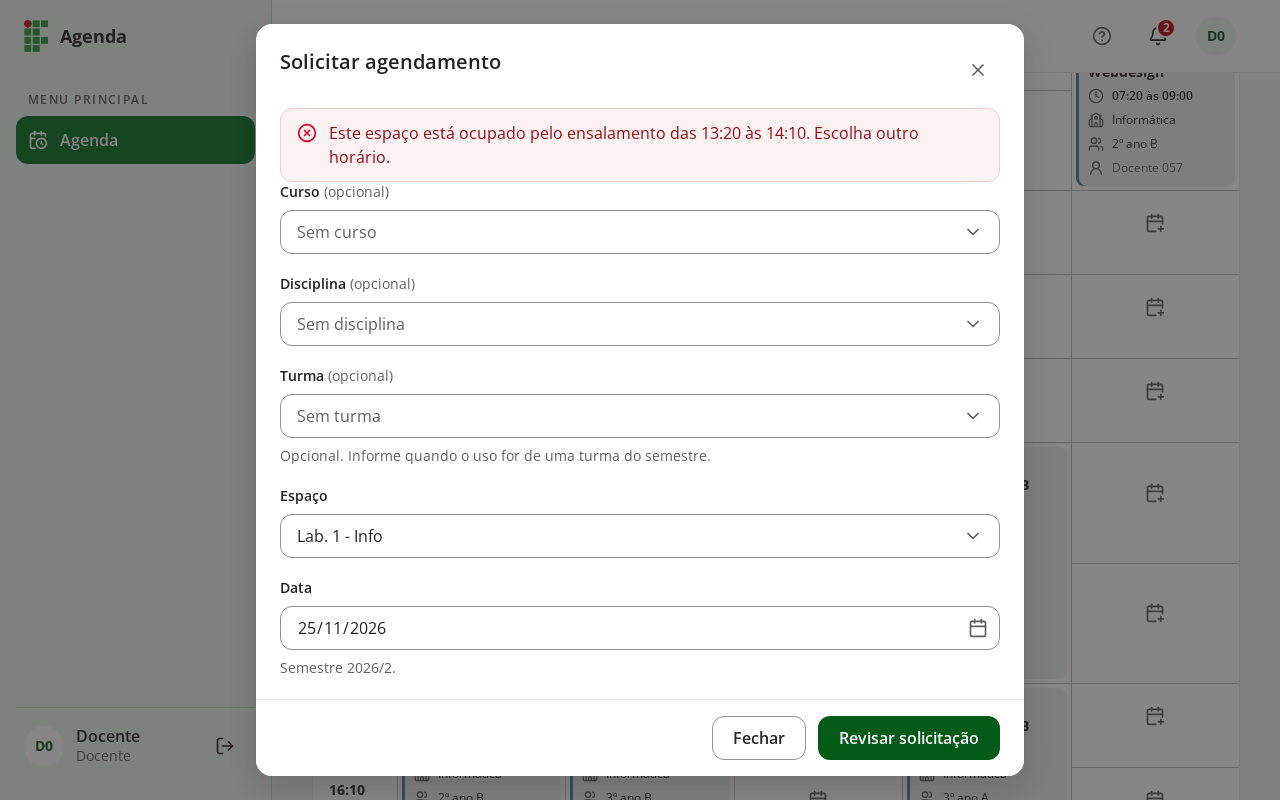 Agenda
MENU PRINCIPAL
Agenda
Solicitar agendamento
Este espaço está ocupado pelo ensalamento das 13:20 às 14:10. Escolha outro
horário.
Curso (opcional)
Sem curso
Disciplina (opcional)
Sem disciplina
Turma (opcional)
Sem turma
Opcional. Informe quando o uso for de uma turma do semestre.
Espaço
Lab. 1 - Info
Data
25/11/2026
Semestre 2026/2.
Fechar
Revisar solicitação
2
D0
Webdesign
07:20 às 09:00
Informática
2º ano B
Docente 057
B
B
D0
Docente
Docente
16:10
Informática
Informática
Informática
2º ano B
3º ano B
3º ano A